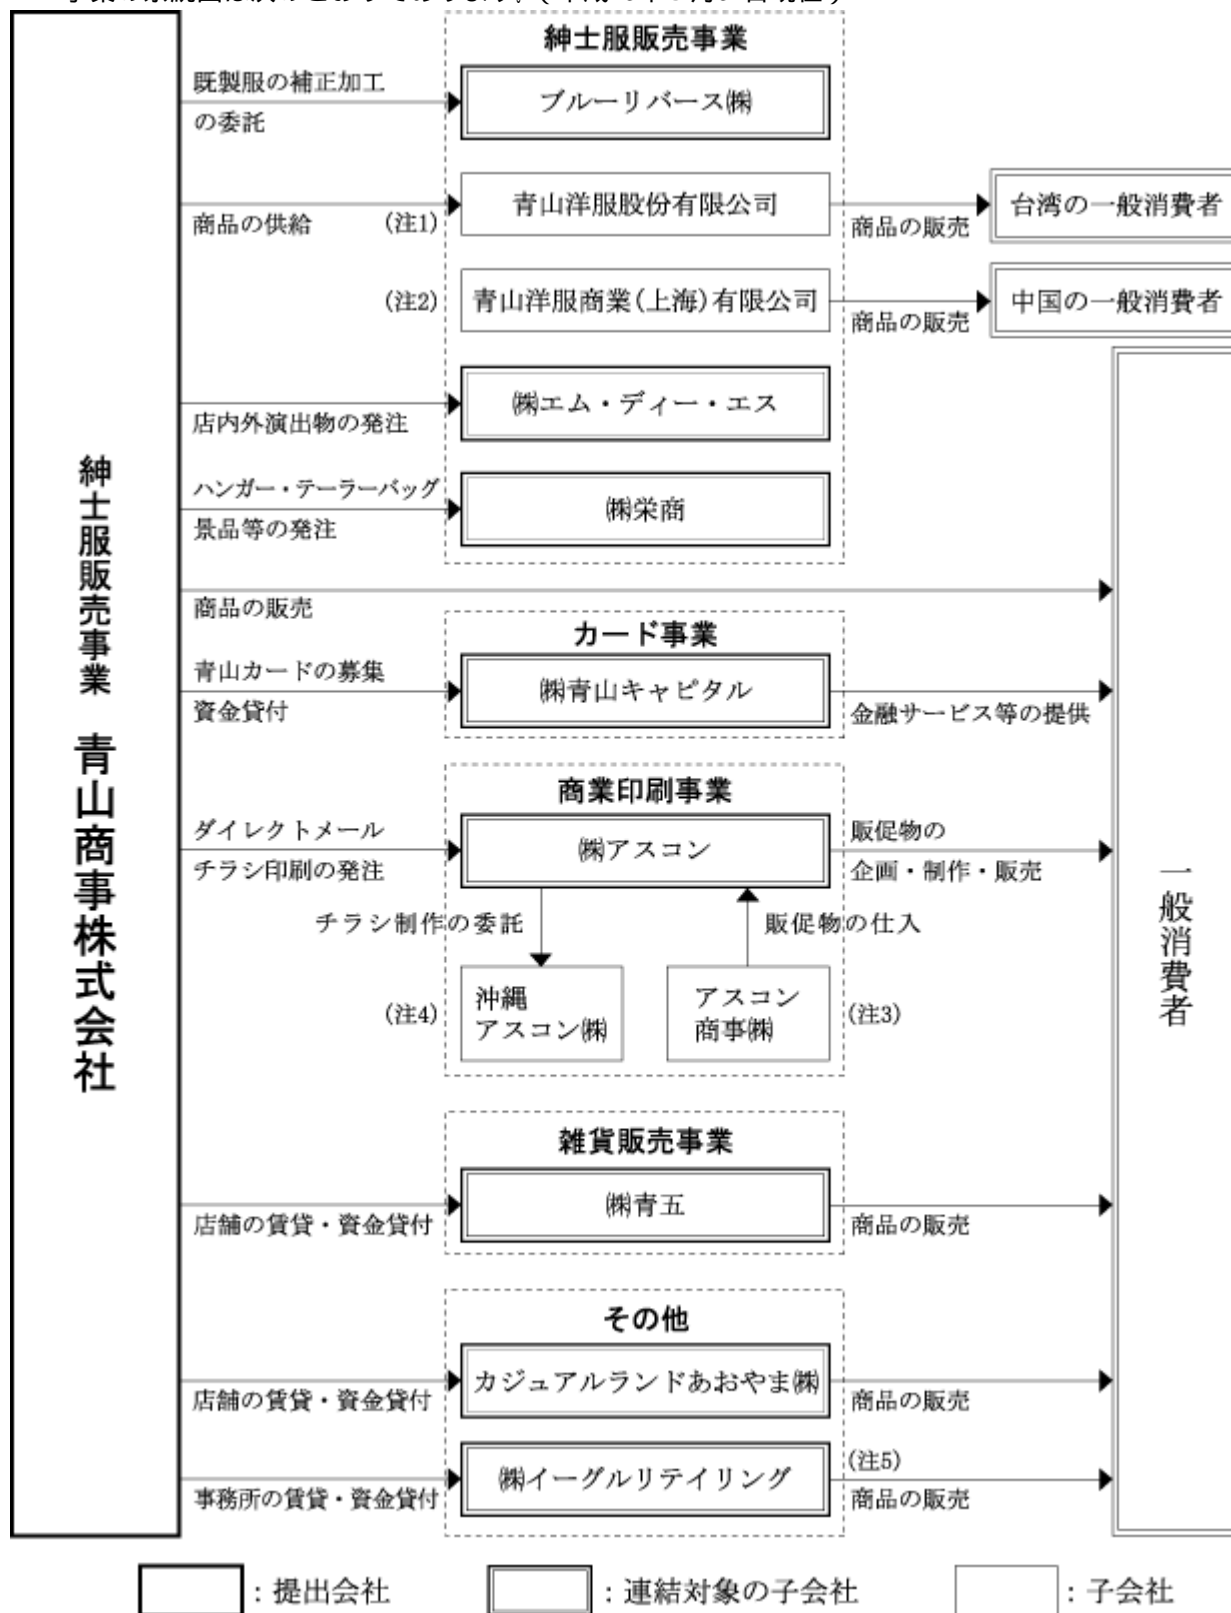 紳士服販売事業 青山商事株式会社
紳士服販売事業
既製服の補正加工
の委託
ブルーリバース㈱
商品の供給
(注1)
青山洋服股份有限公司
商品の販売
台湾の一般消費者
(注2)
青山洋服商業(上海)有限公司
商品の販売
中国の一般消費者
店内外演出物の発注
㈱エム・ディー・エス
ハンガー・テーラーバッグ
景品等の発注
㈱栄商
商品の販売
一般消費者
カード事業
青山カードの募集
資金貸付
㈱青山キャピタル
金融サービス等の提供
商業印刷事業
ダイレクトメール
チラシ印刷の発注
㈱アスコン
販促物の
企画・制作・販売
チラシ制作の委託
販促物の仕入
(注4)
沖縄
アスコン㈱
アスコン
商事㈱
(注3)
雑貨販売事業
店舗の賃貸・資金貸付
㈱青五
商品の販売
その他
店舗の賃貸・資金貸付
カジュアルランドあおやま㈱
商品の販売
事務所の賃貸・資金貸付
㈱イーグルリテイリング
(注5)
商品の販売
：提出会社
：連結対象の子会社
：子会社